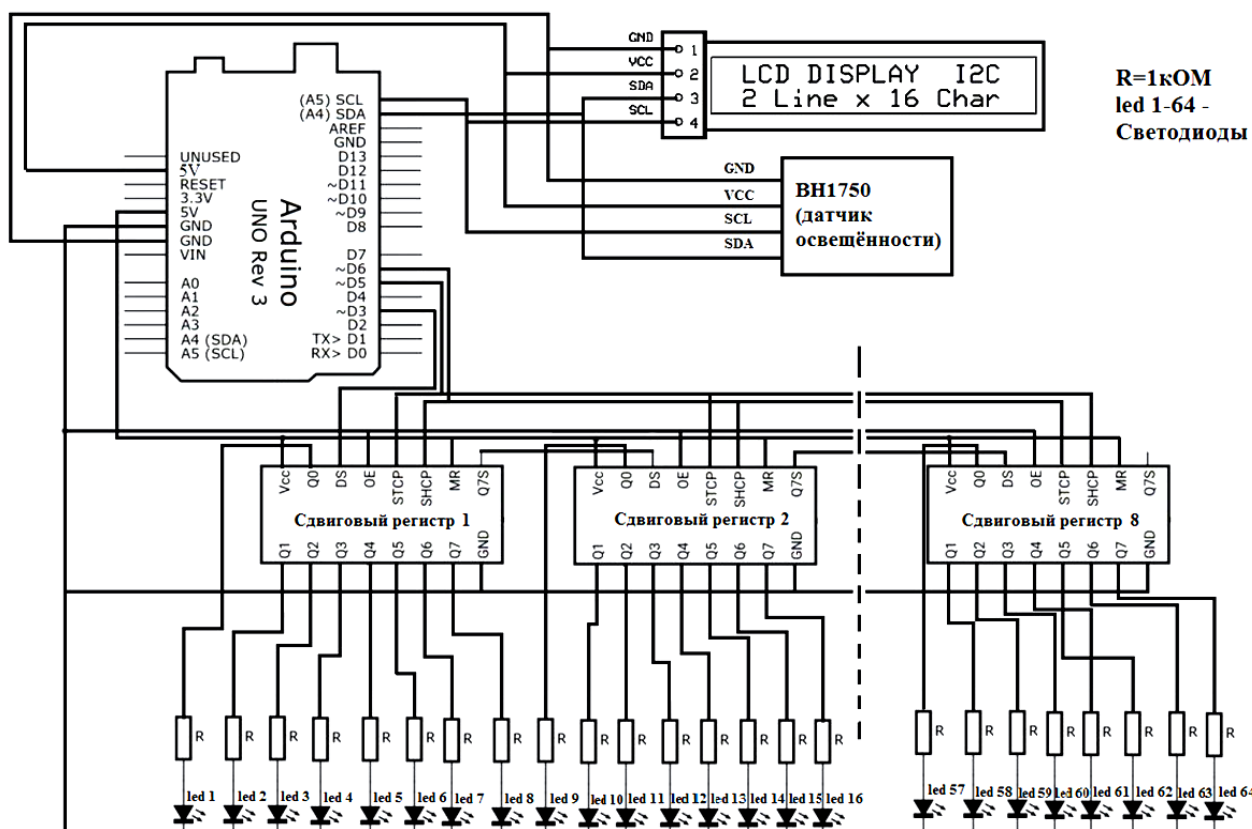 GND
VCC
SDA
SCL
1
2
3
4
LCD DISPLAY I2C
2 Line x 16 Char
R=1кОМ
led 1-64 -
Светодиоды
GND
VCC
SCL
SDA
BH1750
(датчик
освещённости)
Arduino
UNO Rev 3
UNUSED
5V
RESET
3.3V
5V
GND
GND
VIN
A0
A1
A2
A3
A4 (SDA)
A5 (SCL)
(A5) SCL
(A4) SDA
AREF
GND
D13
D12
~D11
~D10
~D9
D8
D7
~D6
~D5
D4
~D3
D2
TX> D1
RX> D0
Vcc Q0 DS OE STCP SHCP MR Q7S
Сдвиговый регистр 1
Q1 Q2 Q3 Q4 Q5 Q6 Q7 GND
Vcc Q0 DS OE STCP SHCP MR Q7S
Сдвиговый регистр 2
Q1 Q2 Q3 Q4 Q5 Q6 Q7 GND
Vcc Q0 DS OE STCP SHCP MR Q7S
Сдвиговый регистр 8
Q1 Q2 Q3 Q4 Q5 Q6 Q7 GND
R R R R R R R R R R R R R R R R R R R R R R R R
led 1 led 2 led 3 led 4 led 5 led 6 led 7 led 8 led 9 led 10 led 11 led 12 led 13 led 14 led 15 led 16 led 57 led 58 led 59 led 60 led 61 led 62 led 63 led 64